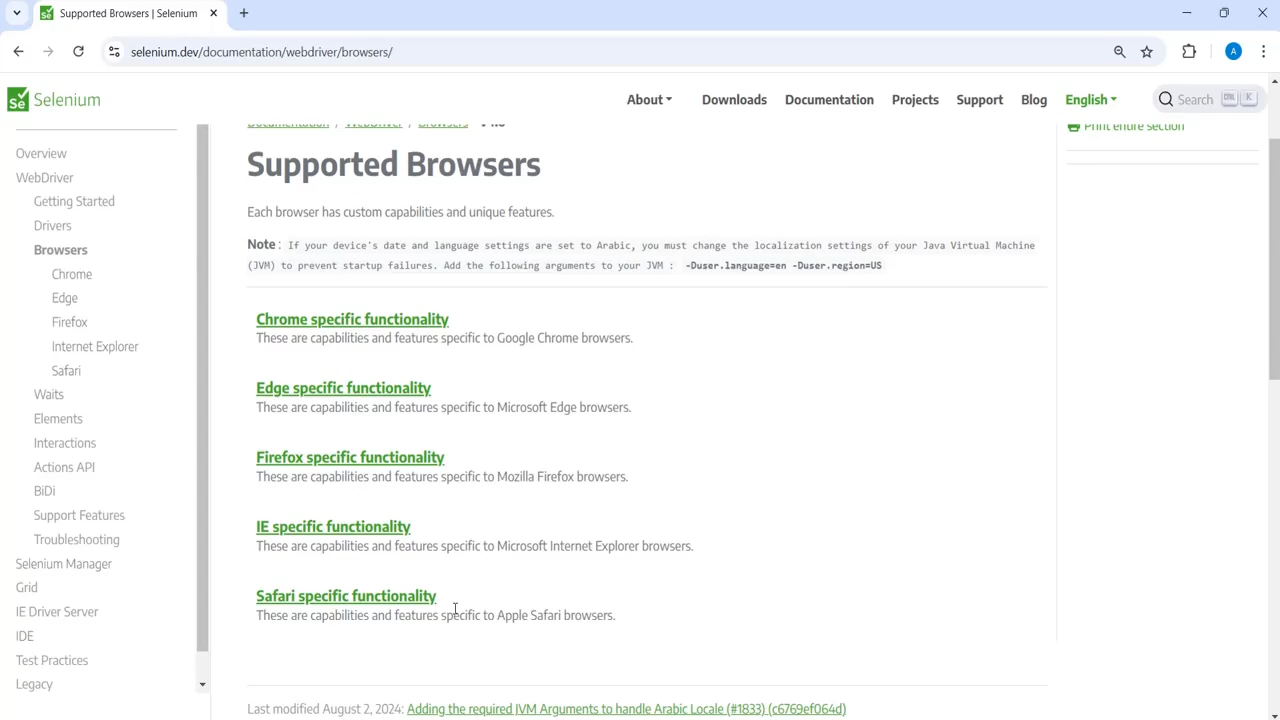 Supported Browsers | Selenium
selenium.dev/documentation/webdriver/browsers/
A
Se Selenium
About
Downloads
Documentation
Projects
Support
Blog
English
Search CTRL K
Overview
WebDriver
Getting Started
Drivers
Browsers
Chrome
Edge
Firefox
Internet Explorer
Safari
Waits
Elements
Interactions
Actions API
BiDi
Support Features
Troubleshooting
Selenium Manager
Grid
IE Driver Server
IDE
Test Practices
Legacy
Documentation / WebDriver / Browsers
Supported Browsers
Each browser has custom capabilities and unique features.
Note : If your device's date and language settings are set to Arabic, you must change the localization settings of your Java Virtual Machine
(JVM) to prevent startup failures. Add the following arguments to your JVM : -Duser.language=en -Duser.region=US
Chrome specific functionality
These are capabilities and features specific to Google Chrome browsers.
Edge specific functionality
These are capabilities and features specific to Microsoft Edge browsers.
Firefox specific functionality
These are capabilities and features specific to Mozilla Firefox browsers.
IE specific functionality
These are capabilities and features specific to Microsoft Internet Explorer browsers.
Safari specific functionality
These are capabilities and features specific to Apple Safari browsers.
Last modified August 2, 2024: Adding the required JVM Arguments to handle Arabic Locale (#1833) (c6769ef064d)
Print entire section